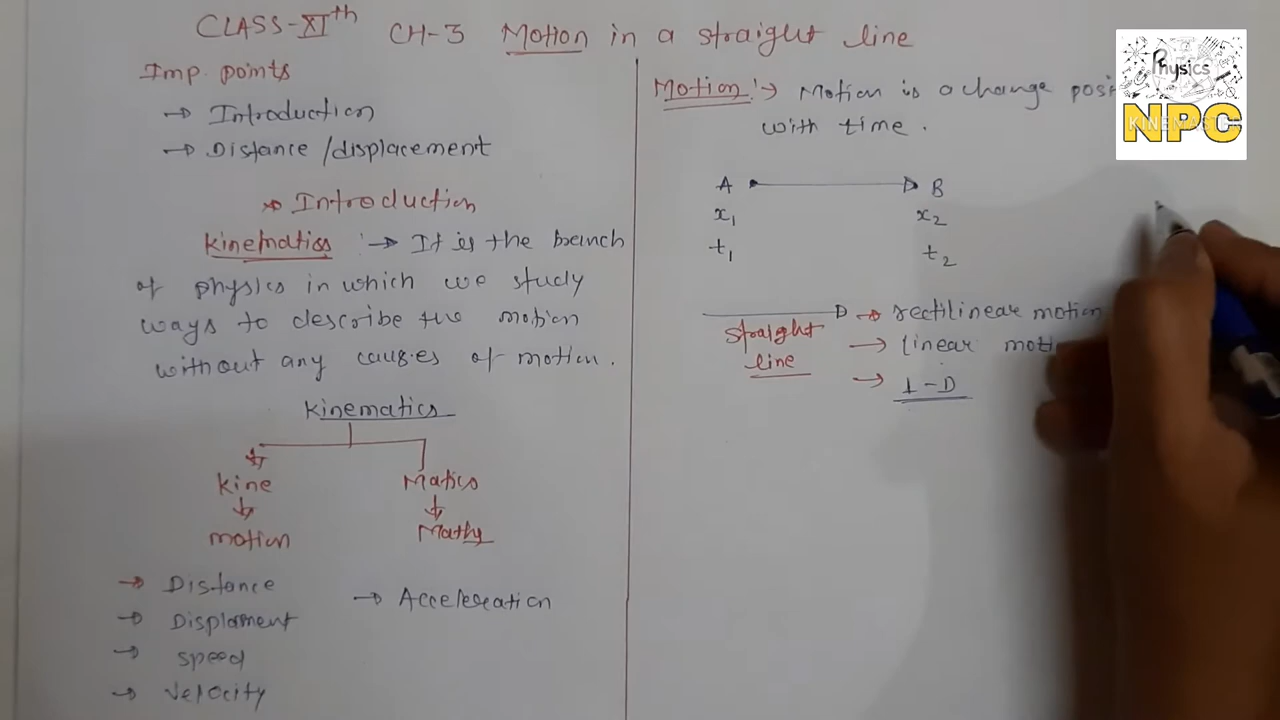 CLASS-XIth CH-3 Motion in a straight line
Imp. points
→ Introduction
→ Distance /displacement
Introduction
Kinematics :→ It is the branch
of physics in which we study
ways to describe the motion
without any causes of motion.
Kinematics
Kine Matics
motion Maths
→ Distance
→ Displament
→ Speed
→ Velocity
→ Acceleration
Motion :→ Motion is a change
with time.
A B
x1 x2
t1 t2
Straight line
→ rectilinear motion
→ linear
→ 1-D
Physics
NPC
KINEMASTER